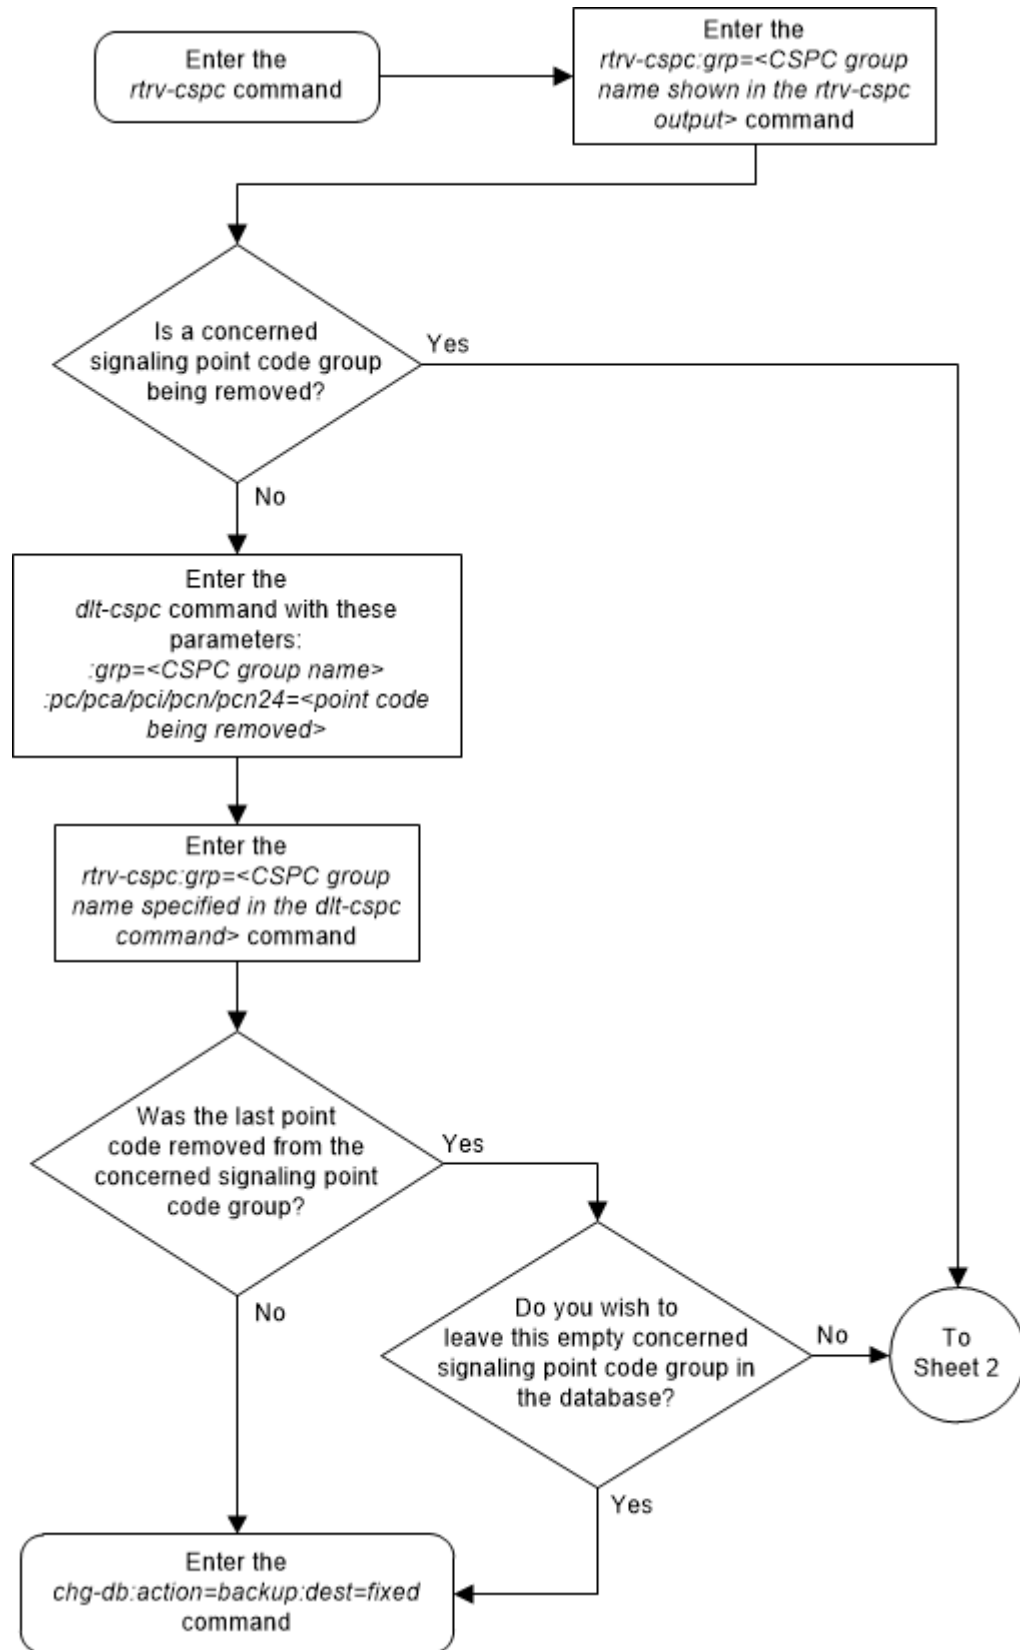 Enter the
rtrv-cspc command
Enter the
rtrv-cspc:grp=<CSPC group
name shown in the rtrv-cspc
output> command
Is a concerned
signaling point code group
being removed?
Yes
No
Enter the
dlt-cspc command with these
parameters:
:grp=<CSPC group name>
:pc/pca/pci/pcn/pcn24=<point code
being removed>
Enter the
rtrv-cspc:grp=<CSPC group
name specified in the dlt-cspc
command> command
Was the last point
code removed from the
concerned signaling point
code group?
Yes
No
Do you wish to
leave this empty concerned
signaling point code group in
the database?
No
To
Sheet 2
Yes
Enter the
chg-db:action=backup:dest=fixed
command